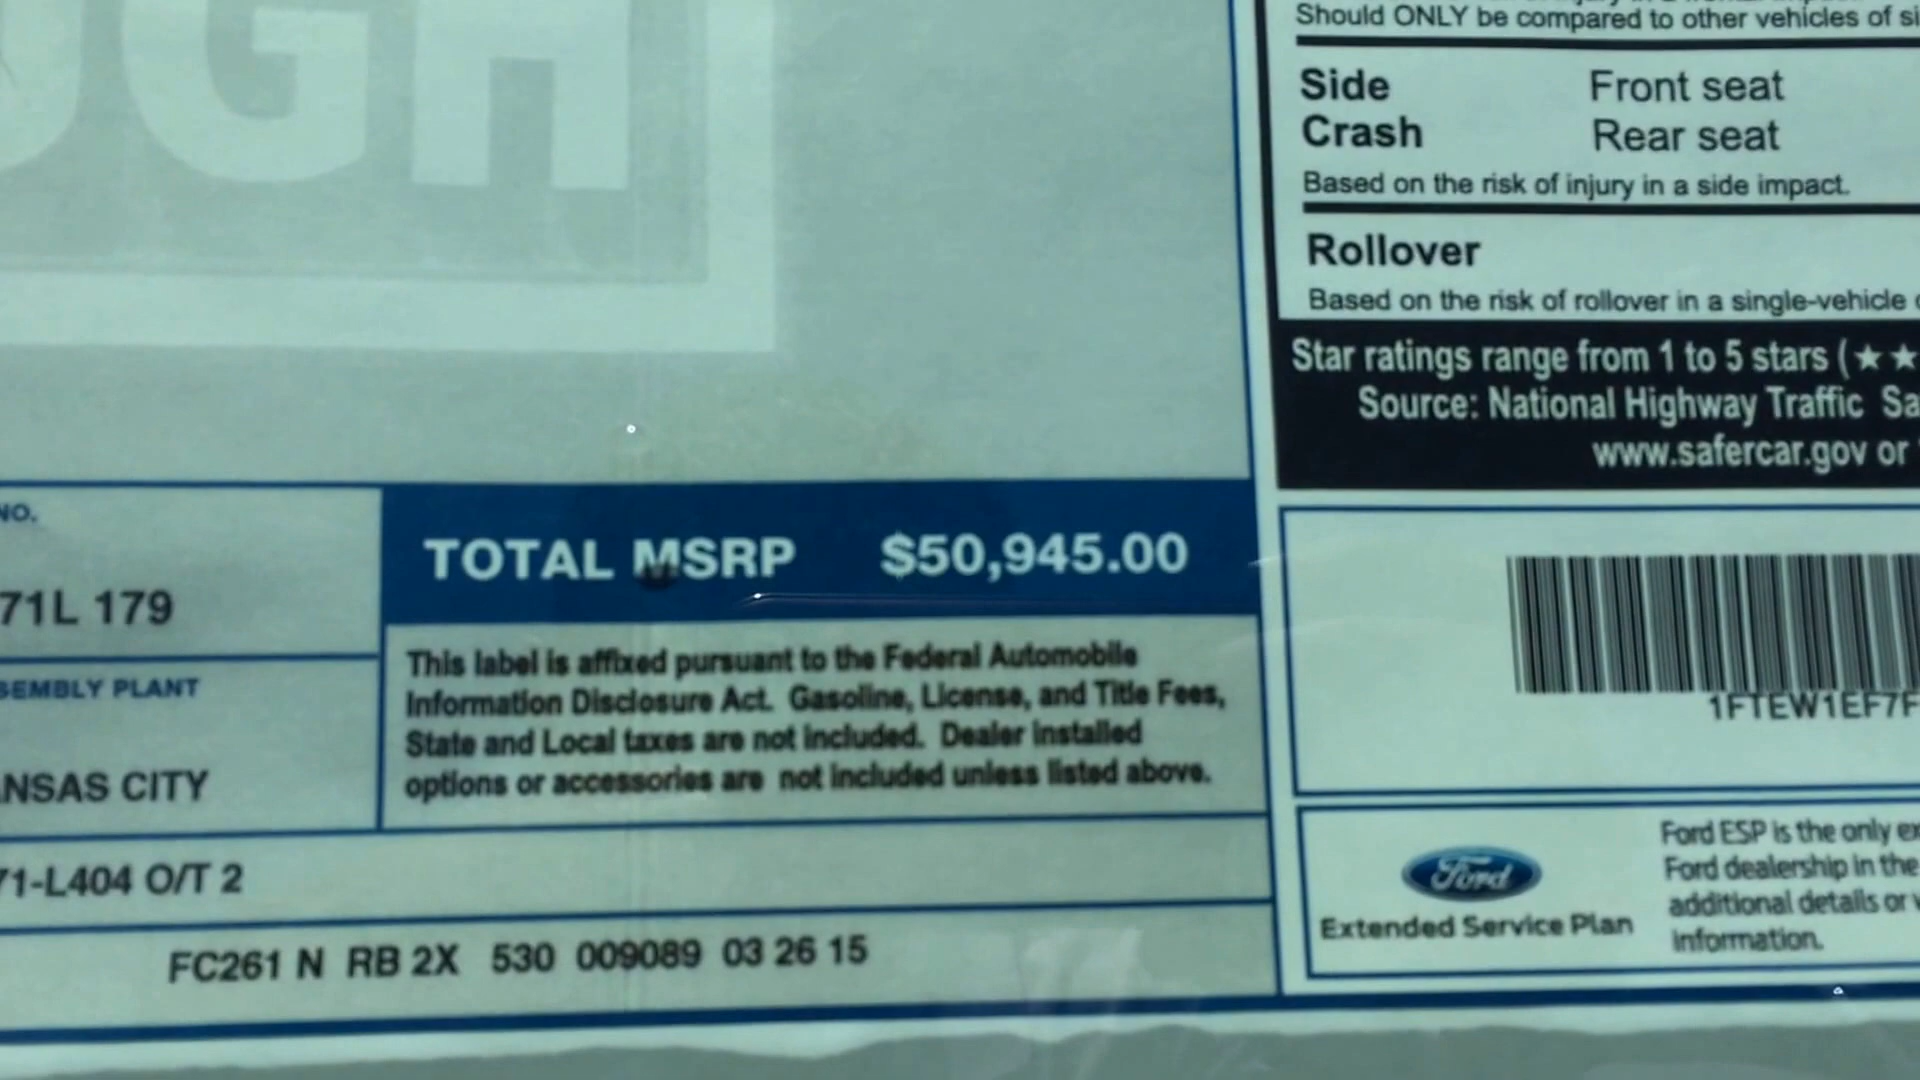 UGH
NO.
71L 179
SEMBLY PLANT
ANSAS CITY
TOTAL MSRP $50,945.00
This label is affixed pursuant to the Federal Automobile
Information Disclosure Act. Gasoline, License, and Title Fees,
State and Local taxes are not included. Dealer installed
options or accessories are not included unless listed above.
71-L404 O/T 2
FC261 N RB 2X 530 009089 03 26 15
Should ONLY be compared to other vehicles of si
Side Front seat
Crash Rear seat
Based on the risk of injury in a side impact.
Rollover
Based on the risk of rollover in a single-vehicle
Star ratings range from 1 to 5 stars (★★
Source: National Highway Traffic Sa
www.safercar.gov or
1FTEW1EF7F
Ford
Extended Service Plan
Ford ESP is the only ex
Ford dealership in the
additional details or
information.